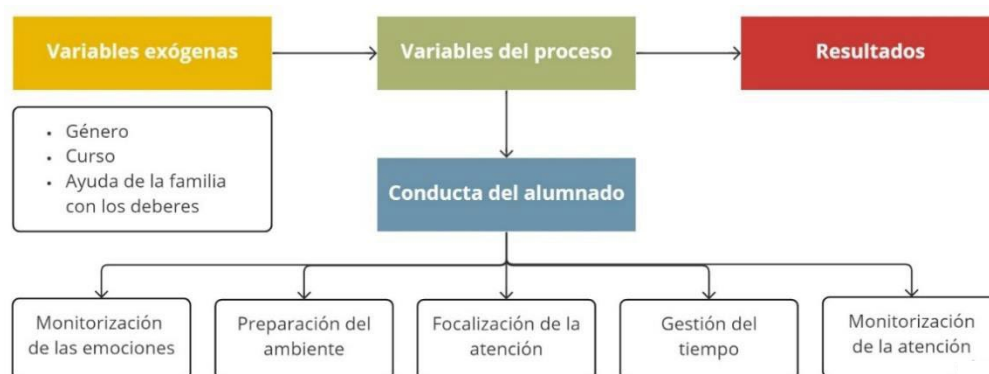 Variables exógenas
Variables del proceso
Resultados
• Género
• Curso
• Ayuda de la familia
con los deberes
Conducta del alumnado
Monitorización
de las emociones
Preparación del
ambiente
Focalización de la
atención
Gestión del
tiempo
Monitorización
de la atención